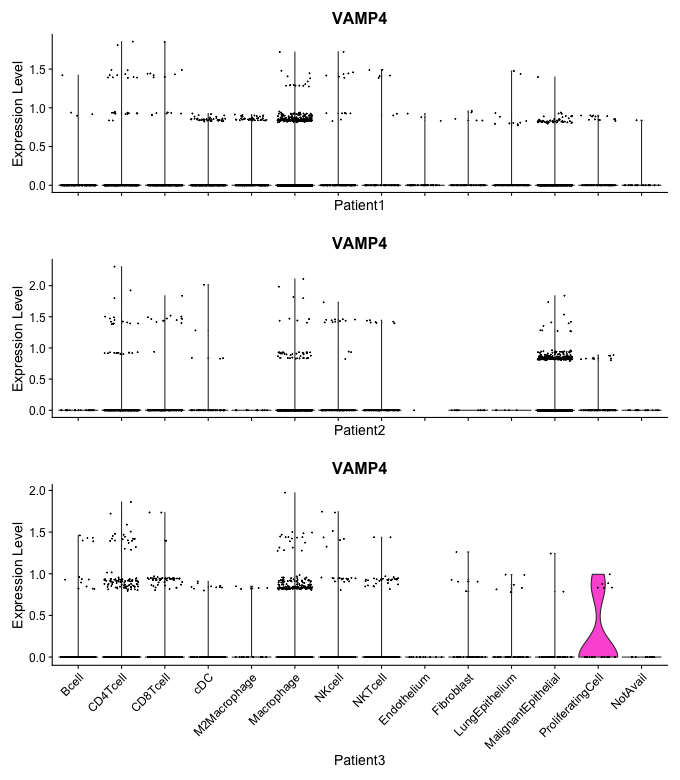 VAMP4
Expression Level
1.5
1.0
0.5
0.0
Patient1
VAMP4
Expression Level
2.0
1.5
1.0
0.5
0.0
Patient2
VAMP4
Expression Level
2.0
1.5
1.0
0.5
0.0
Bcell
CD4Tcell
CD8Tcell
cDC
M2Macrophage
Macrophage
NKcell
NKTcell
Endothelium
Fibroblast
LungEpithelium
MalignantEpithelial
ProliferatingCell
NotAvail
Patient3